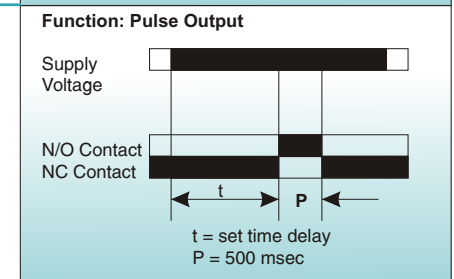 Function: Pulse Output
Supply
Voltage
N/O Contact
NC Contact
t
P
t = set time delay
P = 500 msec